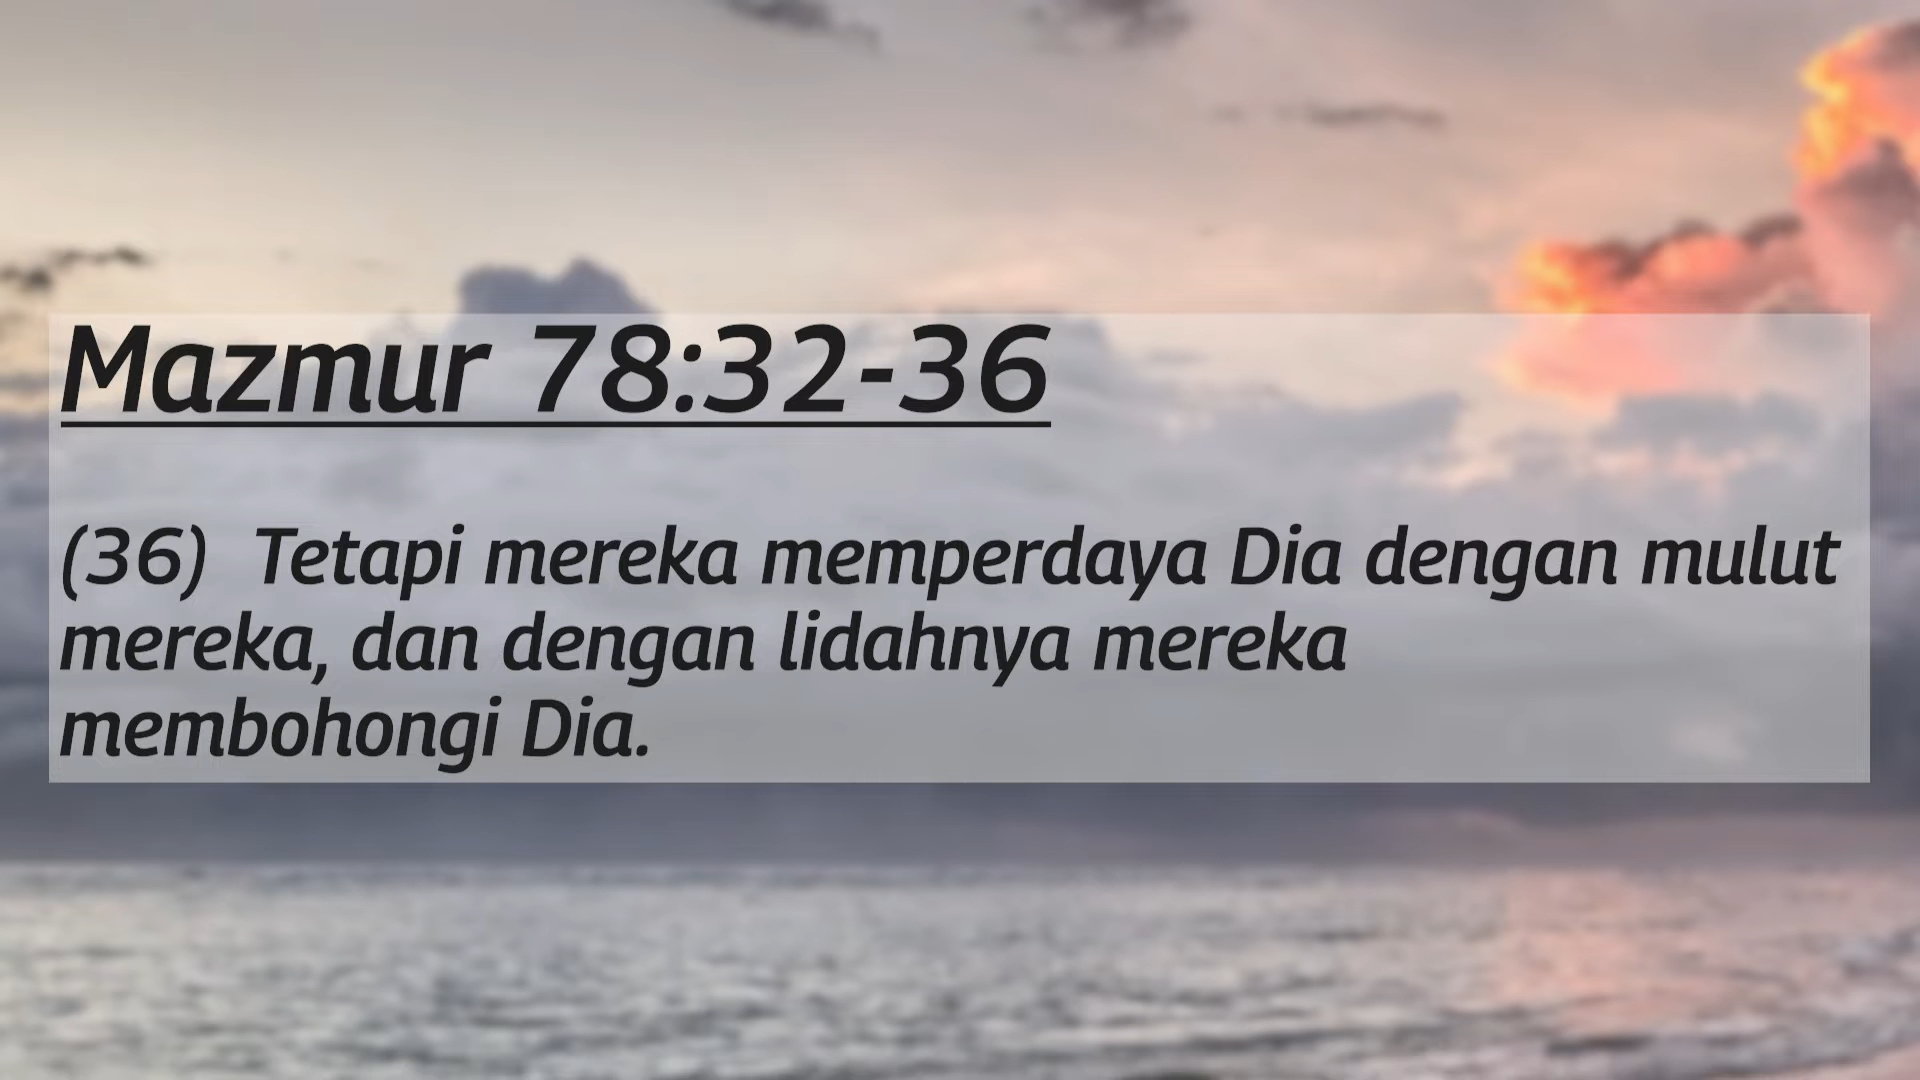 Mazmur 78:32-36
(36) Tetapi mereka memperdaya Dia dengan mulut
mereka, dan dengan lidahnya mereka
membohongi Dia.